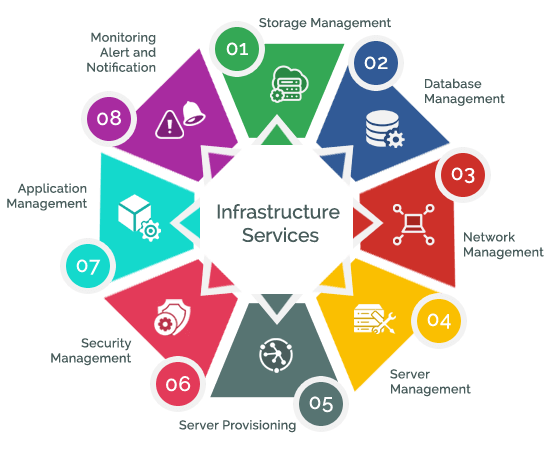 Infrastructure
Services
01
Storage Management
02
Database
Management
03
Network
Management
04
Server
Management
05
Server Provisioning
06
Security
Management
07
Application
Management
08
Monitoring
Alert and
Notification